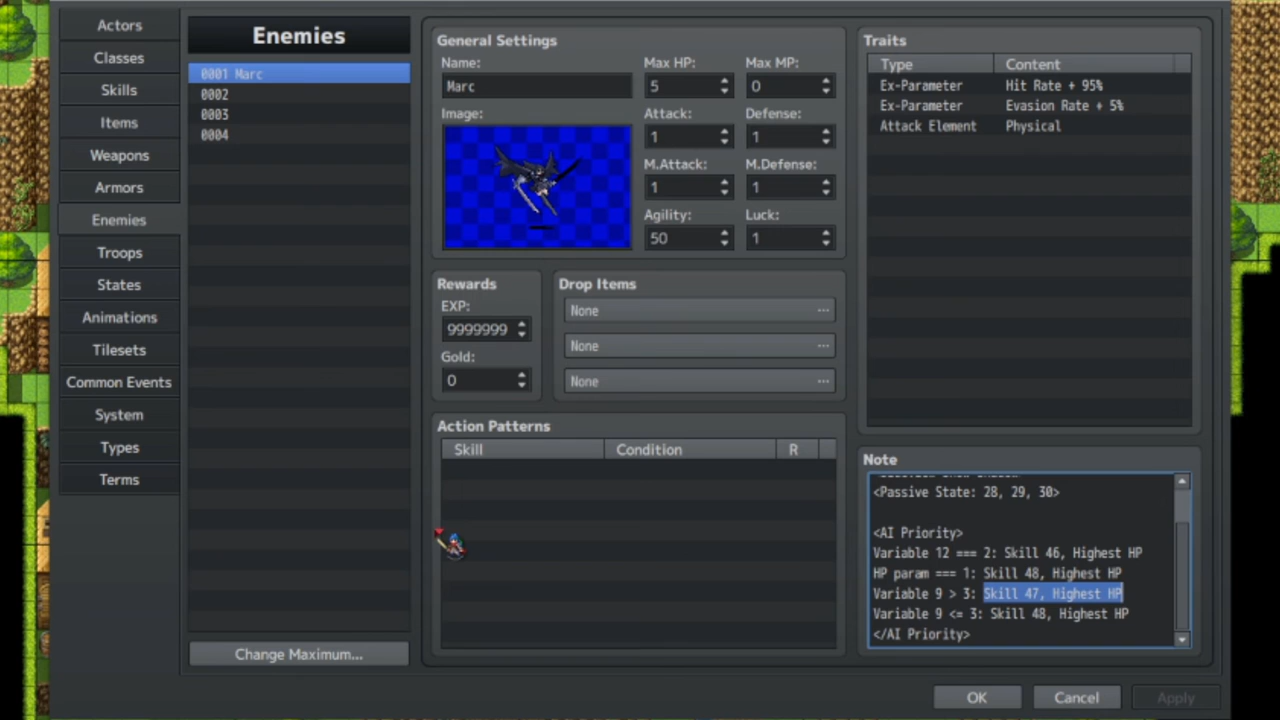 Actors
Classes
Skills
Items
Weapons
Armors
Enemies
Troops
States
Animations
Tilesets
Common Events
System
Types
Terms
Enemies
0001 Marc
0002
0003
0004
Change Maximum...
General Settings
Name:
Marc
Image:
Max HP:
5
Max MP:
0
Attack:
1
Defense:
1
M.Attack:
1
M.Defense:
1
Agility:
50
Luck:
1
Rewards
EXP:
9999999
Gold:
0
Drop Items
None ...
None ...
None ...
Action Patterns
Skill Condition R
Traits
Type Content
Ex-Parameter Hit Rate + 95%
Ex-Parameter Evasion Rate + 5%
Attack Element Physical
Note
<Passive State: 28, 29, 30>
<AI Priority>
Variable 12 === 2: Skill 46, Highest HP
HP param === 1: Skill 48, Highest HP
Variable 9 > 3: Skill 47, Highest HP
Variable 9 <= 3: Skill 48, Highest HP
</AI Priority>
OK
Cancel
Apply